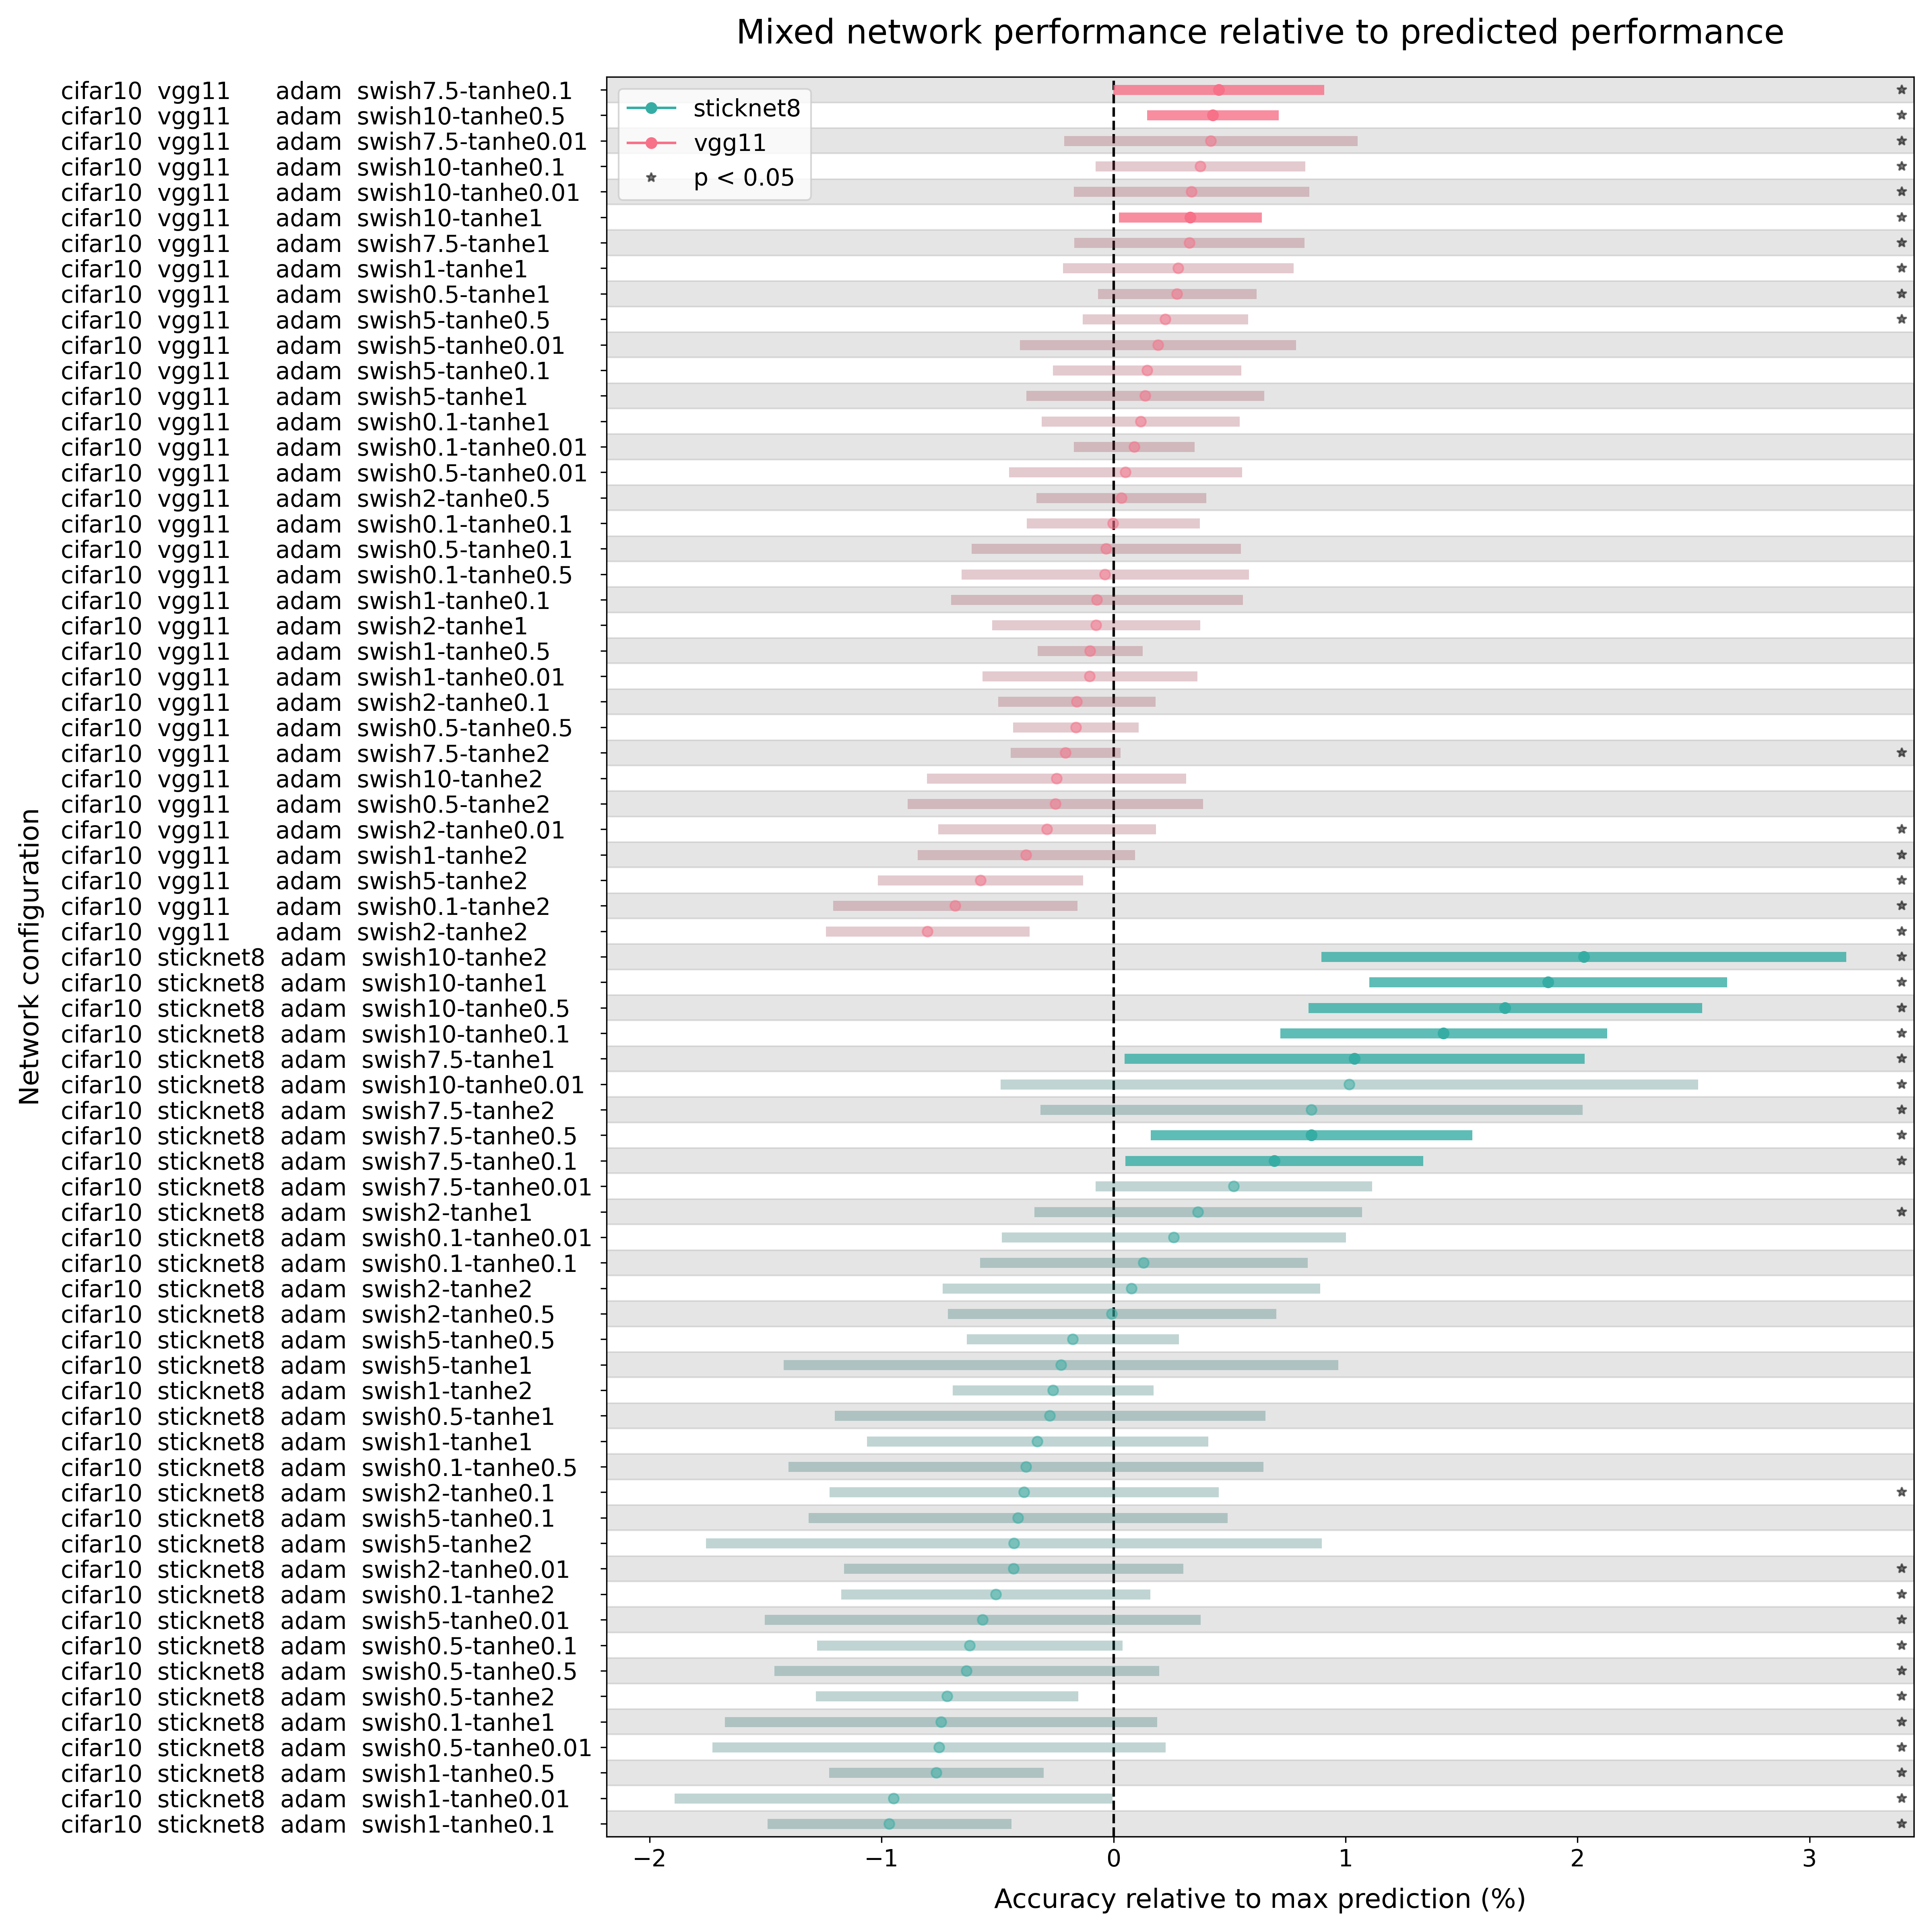 Mixed network performance relative to predicted performance
sticknet8
vgg11
p < 0.05
Network configuration
cifar10 vgg11 adam swish7.5-tanhe0.1
cifar10 vgg11 adam swish10-tanhe0.5
cifar10 vgg11 adam swish7.5-tanhe0.01
cifar10 vgg11 adam swish10-tanhe0.1
cifar10 vgg11 adam swish10-tanhe0.01
cifar10 vgg11 adam swish10-tanhe1
cifar10 vgg11 adam swish7.5-tanhe1
cifar10 vgg11 adam swish1-tanhe1
cifar10 vgg11 adam swish0.5-tanhe1
cifar10 vgg11 adam swish5-tanhe0.5
cifar10 vgg11 adam swish5-tanhe0.01
cifar10 vgg11 adam swish5-tanhe0.1
cifar10 vgg11 adam swish5-tanhe1
cifar10 vgg11 adam swish0.1-tanhe1
cifar10 vgg11 adam swish0.1-tanhe0.01
cifar10 vgg11 adam swish0.5-tanhe0.01
cifar10 vgg11 adam swish2-tanhe0.5
cifar10 vgg11 adam swish0.1-tanhe0.1
cifar10 vgg11 adam swish0.5-tanhe0.1
cifar10 vgg11 adam swish0.1-tanhe0.5
cifar10 vgg11 adam swish1-tanhe0.1
cifar10 vgg11 adam swish2-tanhe1
cifar10 vgg11 adam swish1-tanhe0.5
cifar10 vgg11 adam swish1-tanhe0.01
cifar10 vgg11 adam swish2-tanhe0.1
cifar10 vgg11 adam swish0.5-tanhe0.5
cifar10 vgg11 adam swish7.5-tanhe2
cifar10 vgg11 adam swish10-tanhe2
cifar10 vgg11 adam swish0.5-tanhe2
cifar10 vgg11 adam swish2-tanhe0.01
cifar10 vgg11 adam swish1-tanhe2
cifar10 vgg11 adam swish5-tanhe2
cifar10 vgg11 adam swish0.1-tanhe2
cifar10 vgg11 adam swish2-tanhe2
cifar10 sticknet8 adam swish10-tanhe2
cifar10 sticknet8 adam swish10-tanhe1
cifar10 sticknet8 adam swish10-tanhe0.5
cifar10 sticknet8 adam swish10-tanhe0.1
cifar10 sticknet8 adam swish7.5-tanhe1
cifar10 sticknet8 adam swish10-tanhe0.01
cifar10 sticknet8 adam swish7.5-tanhe2
cifar10 sticknet8 adam swish7.5-tanhe0.5
cifar10 sticknet8 adam swish7.5-tanhe0.1
cifar10 sticknet8 adam swish7.5-tanhe0.01
cifar10 sticknet8 adam swish2-tanhe1
cifar10 sticknet8 adam swish0.1-tanhe0.01
cifar10 sticknet8 adam swish0.1-tanhe0.1
cifar10 sticknet8 adam swish2-tanhe2
cifar10 sticknet8 adam swish2-tanhe0.5
cifar10 sticknet8 adam swish5-tanhe0.5
cifar10 sticknet8 adam swish5-tanhe1
cifar10 sticknet8 adam swish1-tanhe2
cifar10 sticknet8 adam swish0.5-tanhe1
cifar10 sticknet8 adam swish1-tanhe1
cifar10 sticknet8 adam swish0.1-tanhe0.5
cifar10 sticknet8 adam swish2-tanhe0.1
cifar10 sticknet8 adam swish5-tanhe0.1
cifar10 sticknet8 adam swish5-tanhe2
cifar10 sticknet8 adam swish2-tanhe0.01
cifar10 sticknet8 adam swish0.1-tanhe2
cifar10 sticknet8 adam swish5-tanhe0.01
cifar10 sticknet8 adam swish0.5-tanhe0.1
cifar10 sticknet8 adam swish0.5-tanhe0.5
cifar10 sticknet8 adam swish0.5-tanhe2
cifar10 sticknet8 adam swish0.1-tanhe1
cifar10 sticknet8 adam swish0.5-tanhe0.01
cifar10 sticknet8 adam swish1-tanhe0.5
cifar10 sticknet8 adam swish1-tanhe0.01
cifar10 sticknet8 adam swish1-tanhe0.1
−2 −1 0 1 2 3
Accuracy relative to max prediction (%)